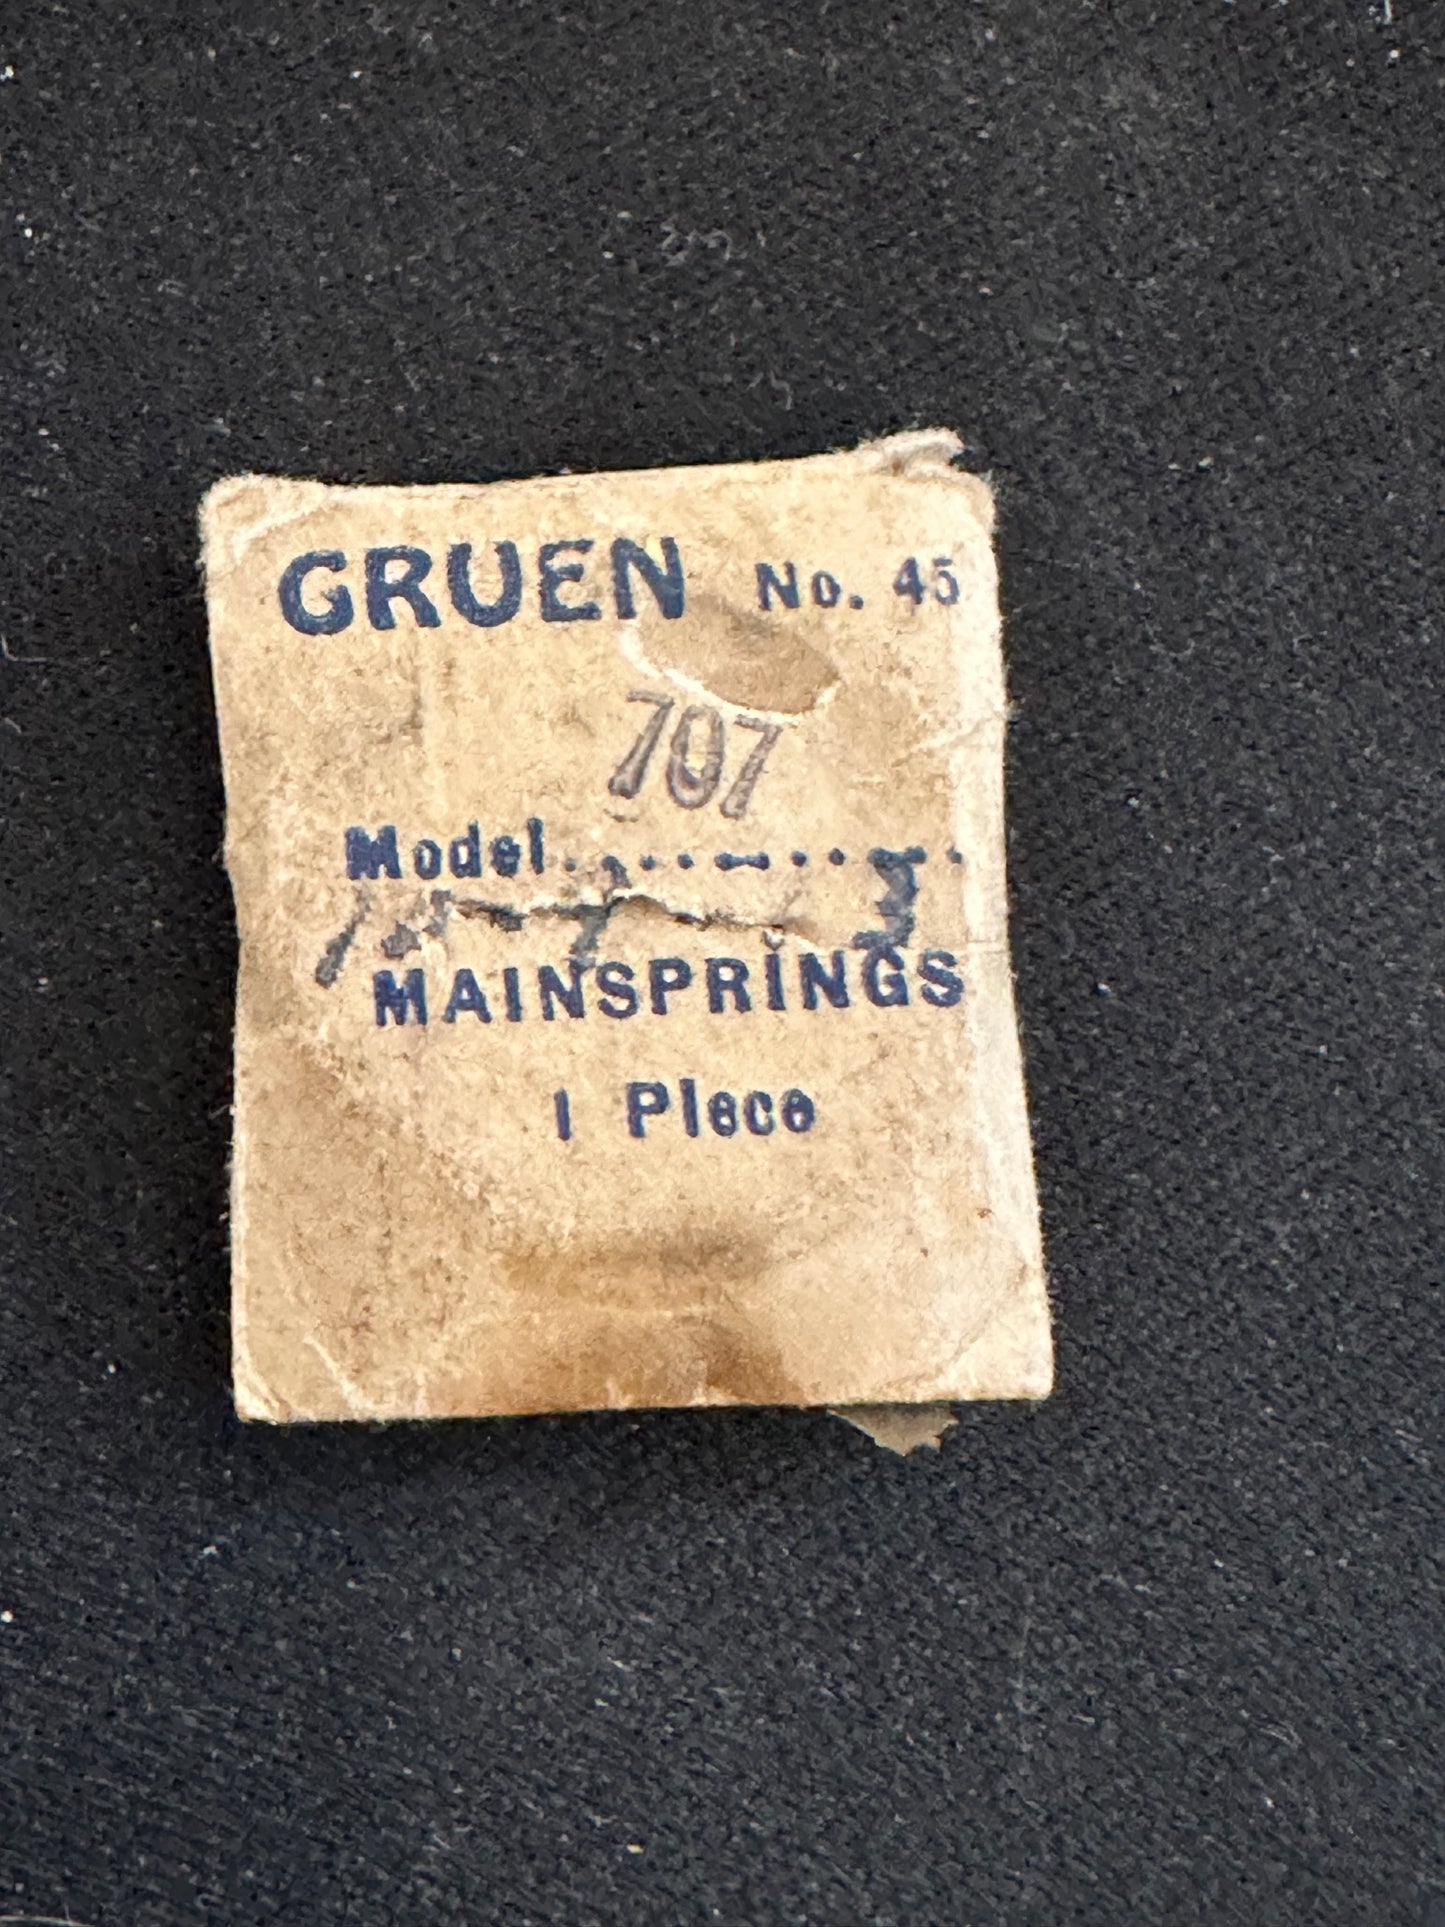 GRUEN No. 45
707
Model..........
MAINSPRINGS
1 Piece